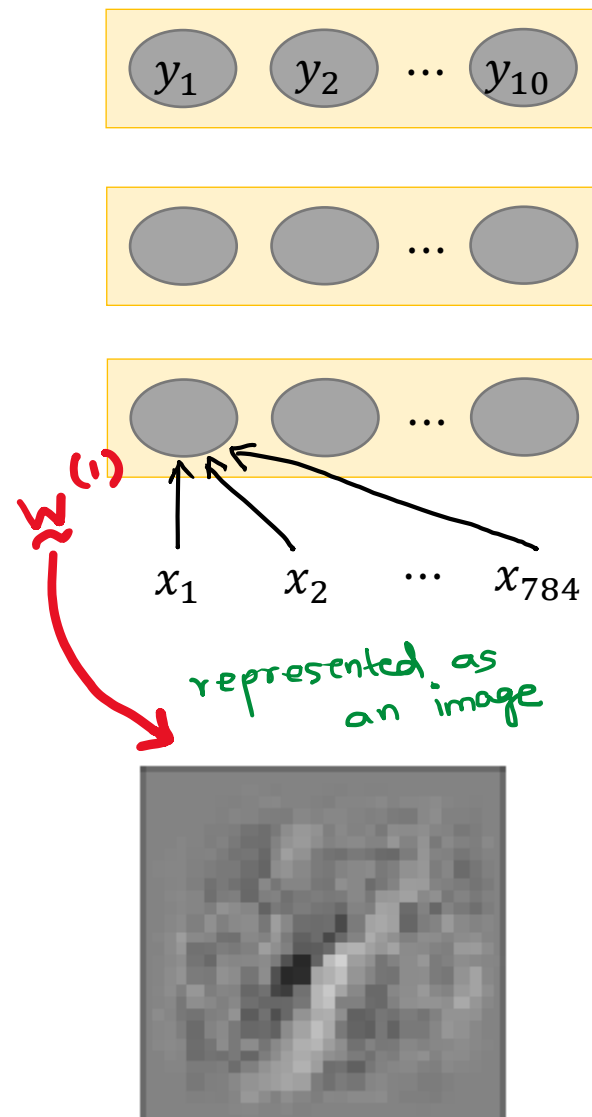 y₁ y₂ ... y₁₀
...
...
w⁽¹⁾
x₁ x₂ ... x₇₈₄
represented as
an image